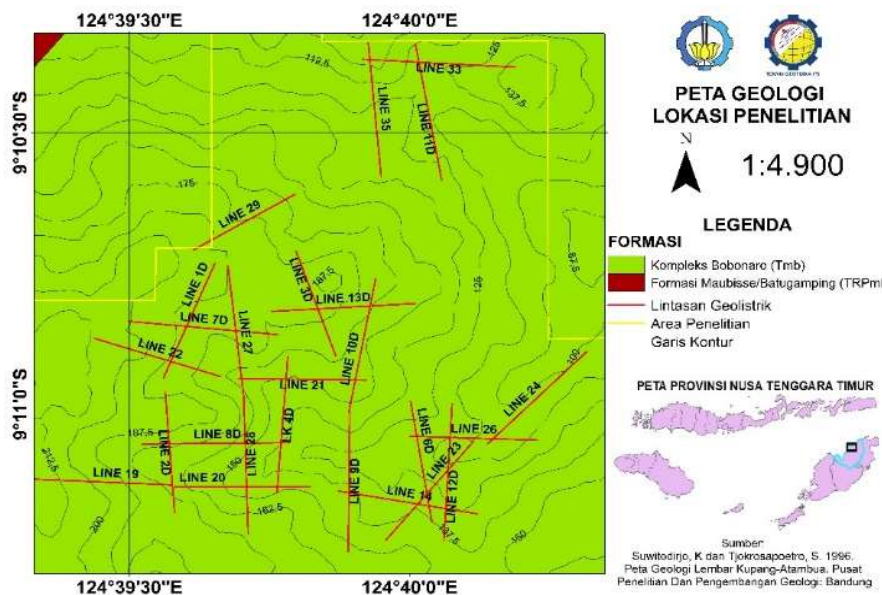 124°39'30"E 124°40'0"E
9°10'30"S
9°11'0"S
112,5
125
137,5
LINE 33
LINE 35
LINE 11D
175
LINE 29
LINE 1D
LINE 3D
187,5
LINE 13D
125
87,5
LINE 7D
LINE 27
LINE 10D
LINE 22
LINE 21
100
LINE 24
187,5
LINE 8D
LINE 28
LK 4D
LINE 6D
LINE 26
LINE 23
212,5
LINE 2D
150
LINE 9D
LINE 12D
LINE 19
LINE 20
LINE 14
200
162,5
137,5
150
124°39'30"E 124°40'0"E
PETA GEOLOGI
LOKASI PENELITIAN
N
1:4.900
LEGENDA
FORMASI
Kompleks Bobonaro (Tmb)
Formasi Maubisse/Batugamping (TRPml
Lintasan Geolistrik
Area Penelitian
Garis Kontur
PETA PROVINSI NUSA TENGGARA TIMUR
Sumber:
Suwitodirjo, K dan Tjokrosapoetro, S. 1996.
Peta Geologi Lembar Kupang-Atambua. Pusat
Penelitian Dan Pengembangan Geologi: Bandung